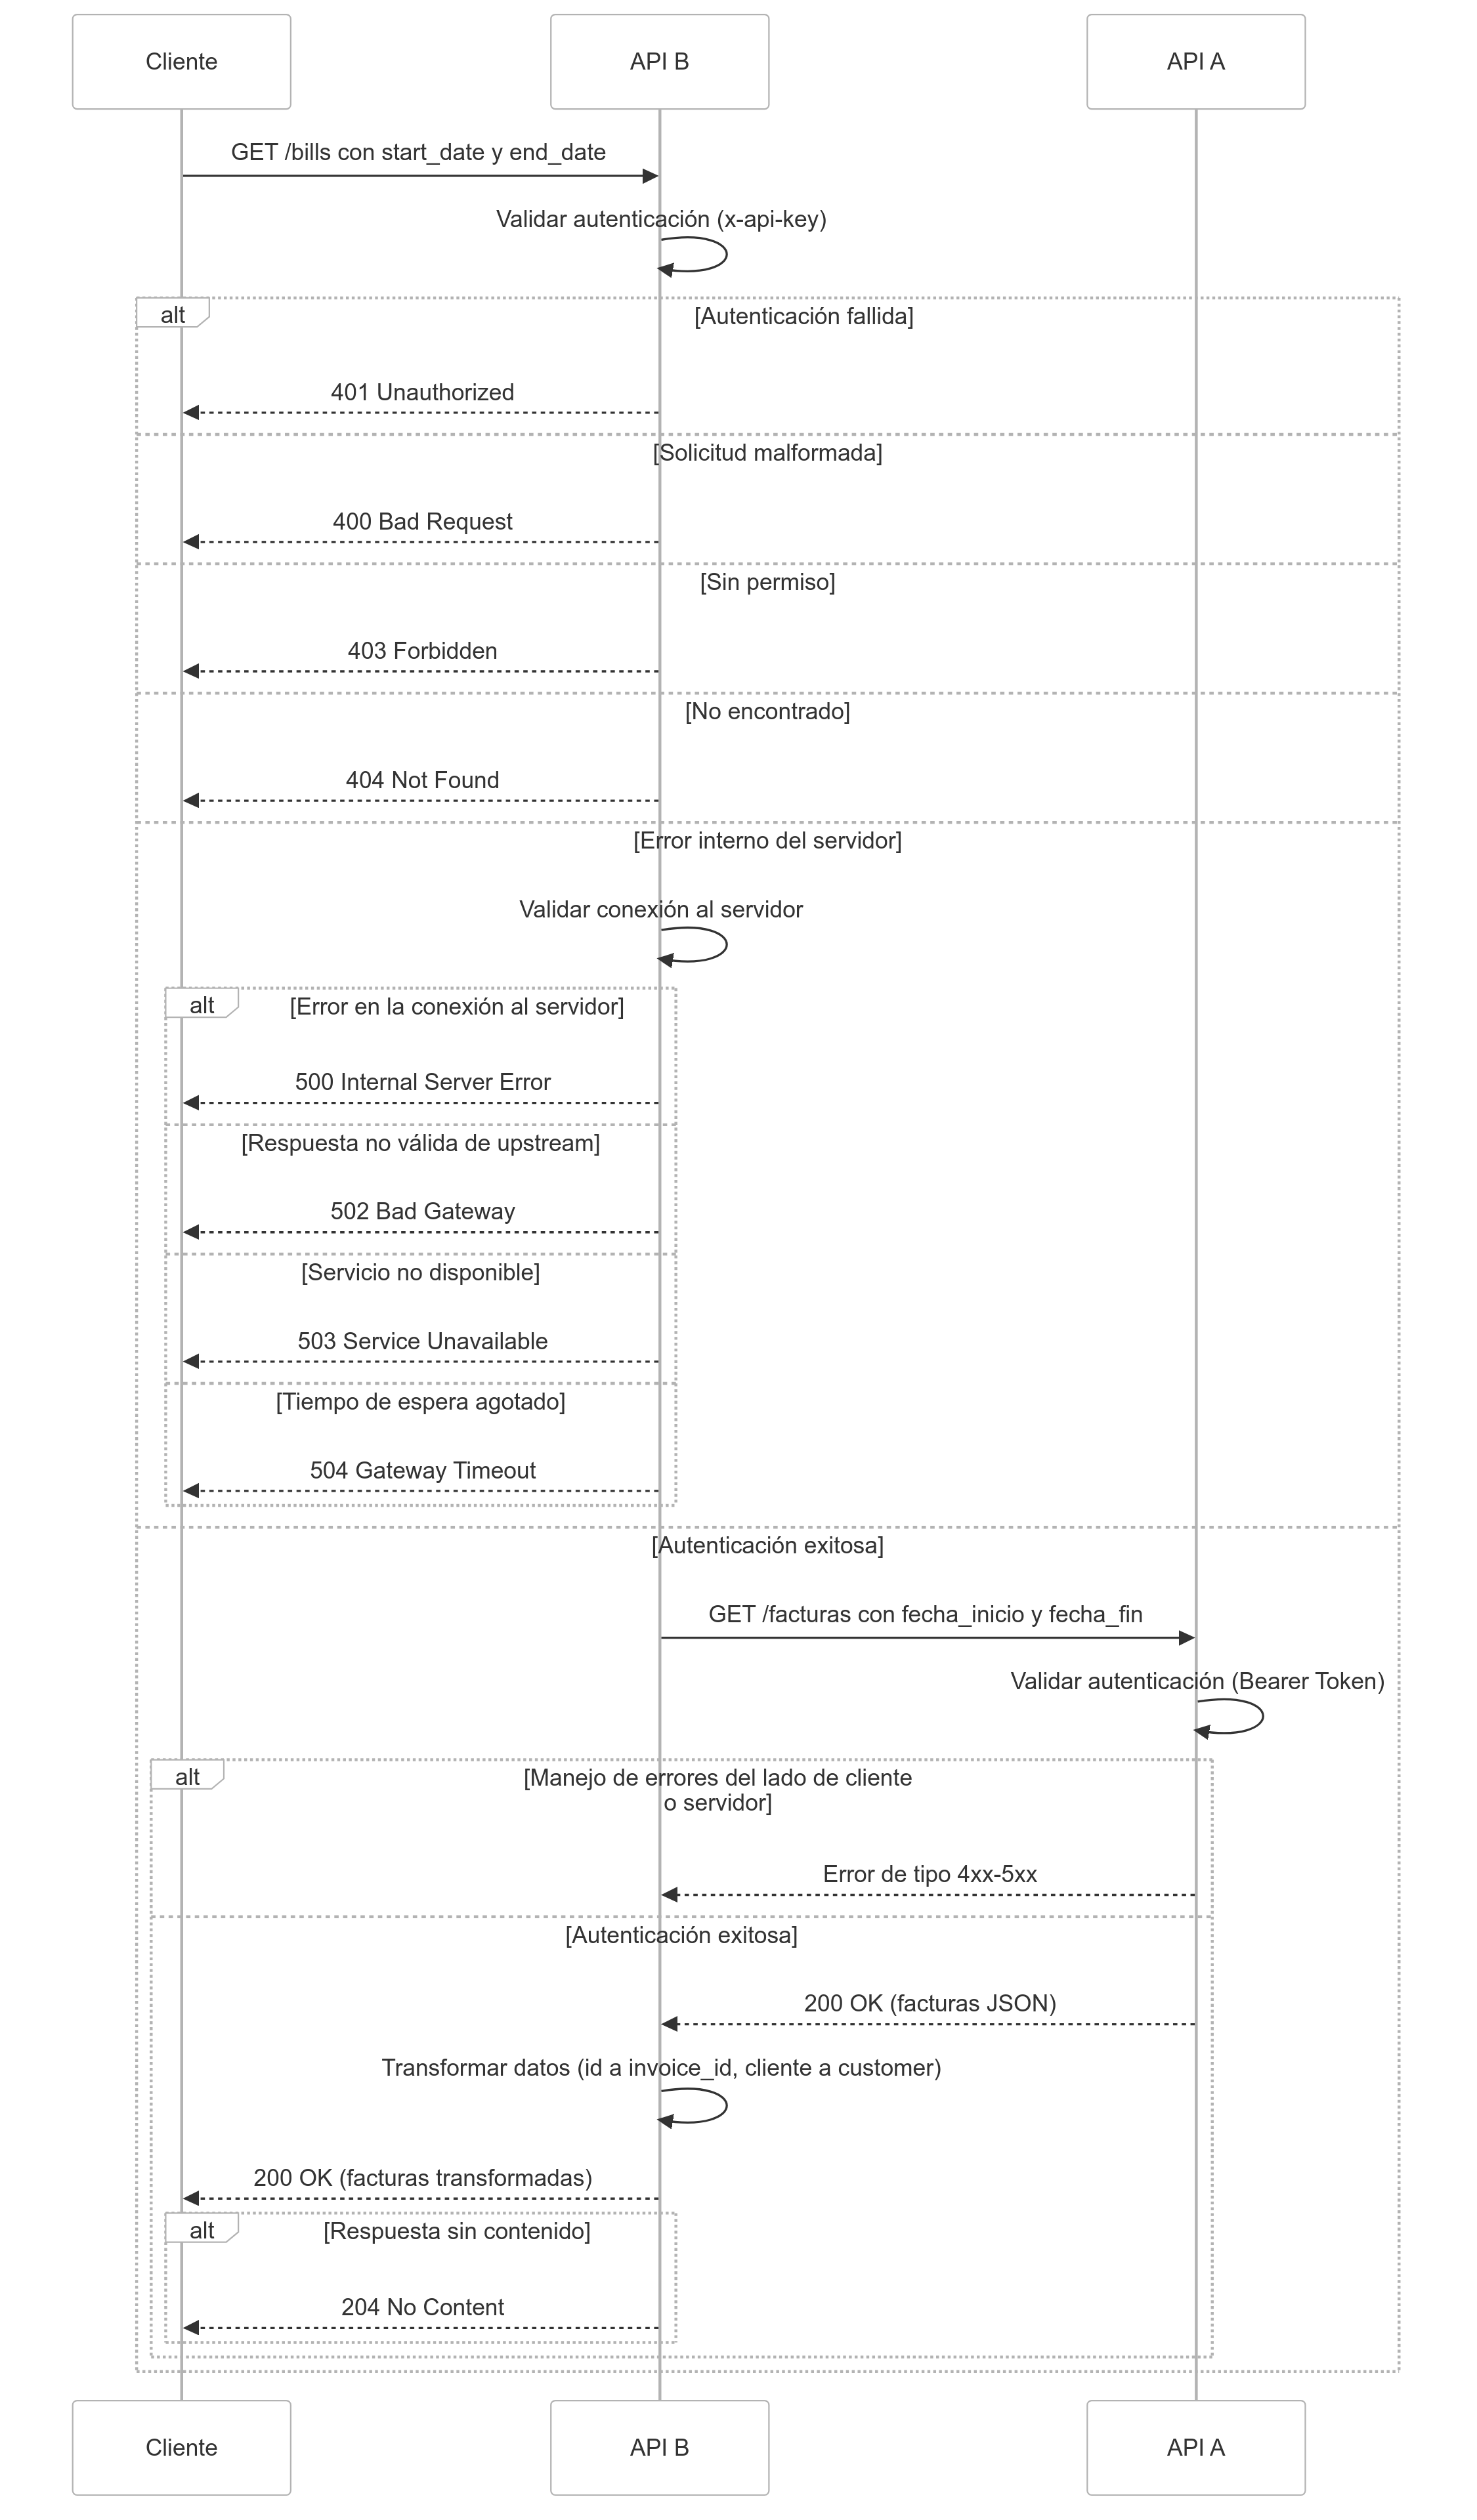 Cliente
API B
API A
GET /bills con start_date y end_date
Validar autenticación (x-api-key)
alt
[Autenticación fallida]
401 Unauthorized
[Solicitud malformada]
400 Bad Request
[Sin permiso]
403 Forbidden
[No encontrado]
404 Not Found
[Error interno del servidor]
Validar conexión al servidor
alt
[Error en la conexión al servidor]
500 Internal Server Error
[Respuesta no válida de upstream]
502 Bad Gateway
[Servicio no disponible]
503 Service Unavailable
[Tiempo de espera agotado]
504 Gateway Timeout
[Autenticación exitosa]
GET /facturas con fecha_inicio y fecha_fin
Validar autenticación (Bearer Token)
alt
[Manejo de errores del lado de cliente
o servidor]
Error de tipo 4xx-5xx
[Autenticación exitosa]
200 OK (facturas JSON)
Transformar datos (id a invoice_id, cliente a customer)
200 OK (facturas transformadas)
alt
[Respuesta sin contenido]
204 No Content
Cliente
API B
API A